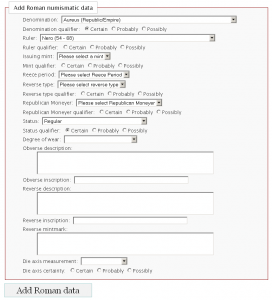 Add Roman numismatic data
Denomination: Aureus (Republic/Empire)
Denomination qualifier: Certain Probably Possibly
Ruler: Nero (54 - 68)
Ruler qualifier: Certain Probably Possibly
Issuing mint: Please select a mint
Mint qualifier: Certain Probably Possibly
Reece period: Please select Reece Period
Reverse type: Please select reverse type
Reverse type qualifier: Certain Probably Possibly
Republican Moneyer: Please select Republican Moneyer
Republican Moneyer qualifier: Certain Probably Possibly
Status: Regular
Status qualifier: Certain Probably Possibly
Degree of wear:
Obverse description:
Obverse inscription:
Reverse description:
Reverse inscription:
Reverse mintmark:
Die axis measurement:
Die axis certainty: Certain Probably Possibly
Add Roman data